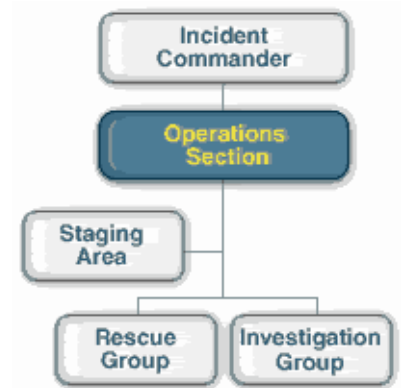 Incident
Commander
Operations
Section
Staging
Area
Rescue
Group
Investigation
Group